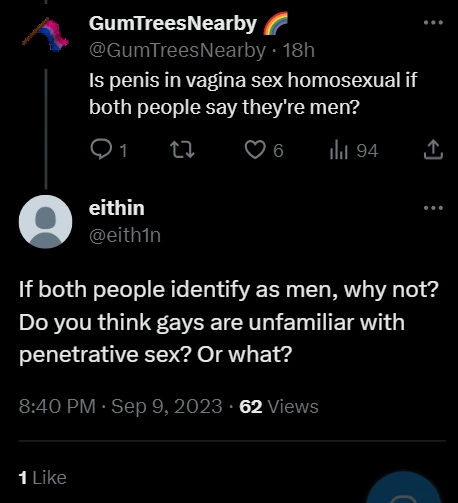 GumTreesNearby 🌈
@GumTreesNearby · 18h
Is penis in vagina sex homosexual if
both people say they're men?
1 6 94
eithin
@eith1n
If both people identify as men, why not?
Do you think gays are unfamiliar with
penetrative sex? Or what?
8:40 PM · Sep 9, 2023 · 62 Views
1 Like